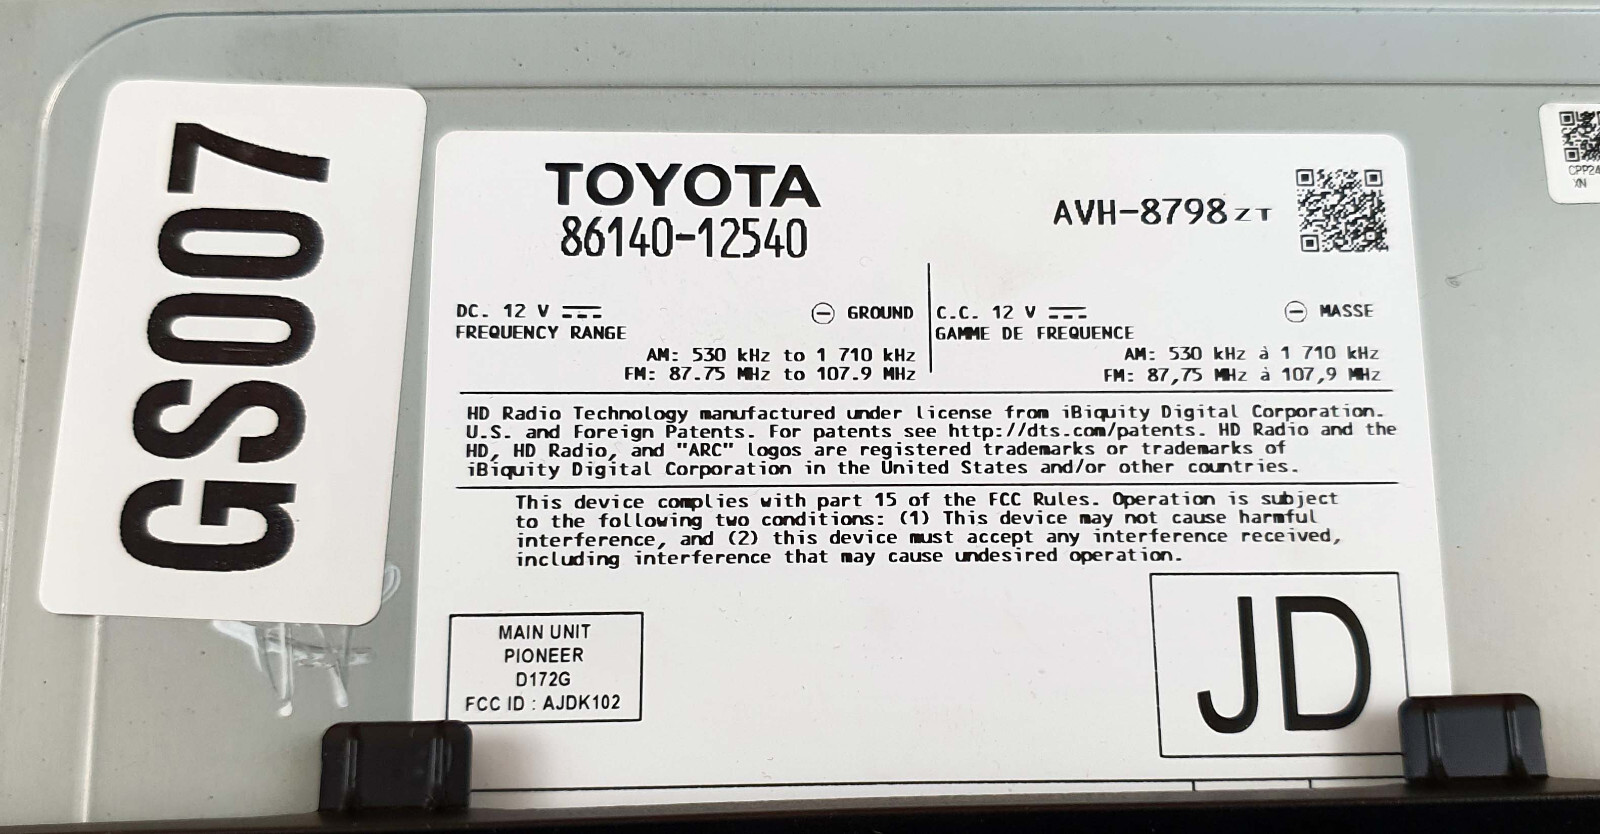 GS007
TOYOTA
86140-12540
AVH-8798ZT
DC. 12 V
GROUND
FREQUENCY RANGE
AM: 530 kHz to 1 710 kHz
FM: 87.75 MHz to 107.9 MHz
C.C. 12 V
MASSE
GAMME DE FREQUENCE
AM: 530 kHz à 1 710 kHz
FM: 87,75 MHz à 107,9 MHz
HD Radio Technology manufactured under license from iBiquity Digital Corporation.
U.S. and Foreign Patents. For patents see http://dts.com/patents. HD Radio and the
HD, HD Radio, and "ARC" logos are registered trademarks or trademarks of
iBiquity Digital Corporation in the United States and/or other countries.
This device complies with part 15 of the FCC Rules. Operation is subject
to the following two conditions: (1) This device may not cause harmful
interference, and (2) this device must accept any interference received,
including interference that may cause undesired operation.
MAIN UNIT
PIONEER
D172G
FCC ID : AJDK102
JD
CPP24
XN